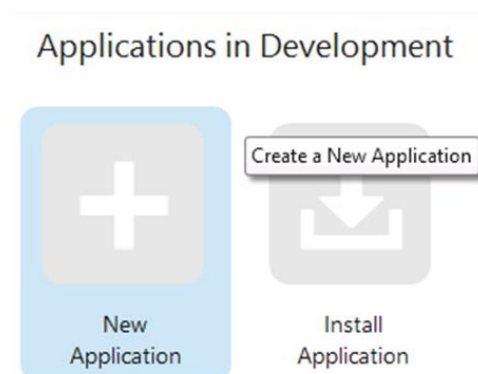 Applications in Development
Create a New Application
New
Application
Install
Application